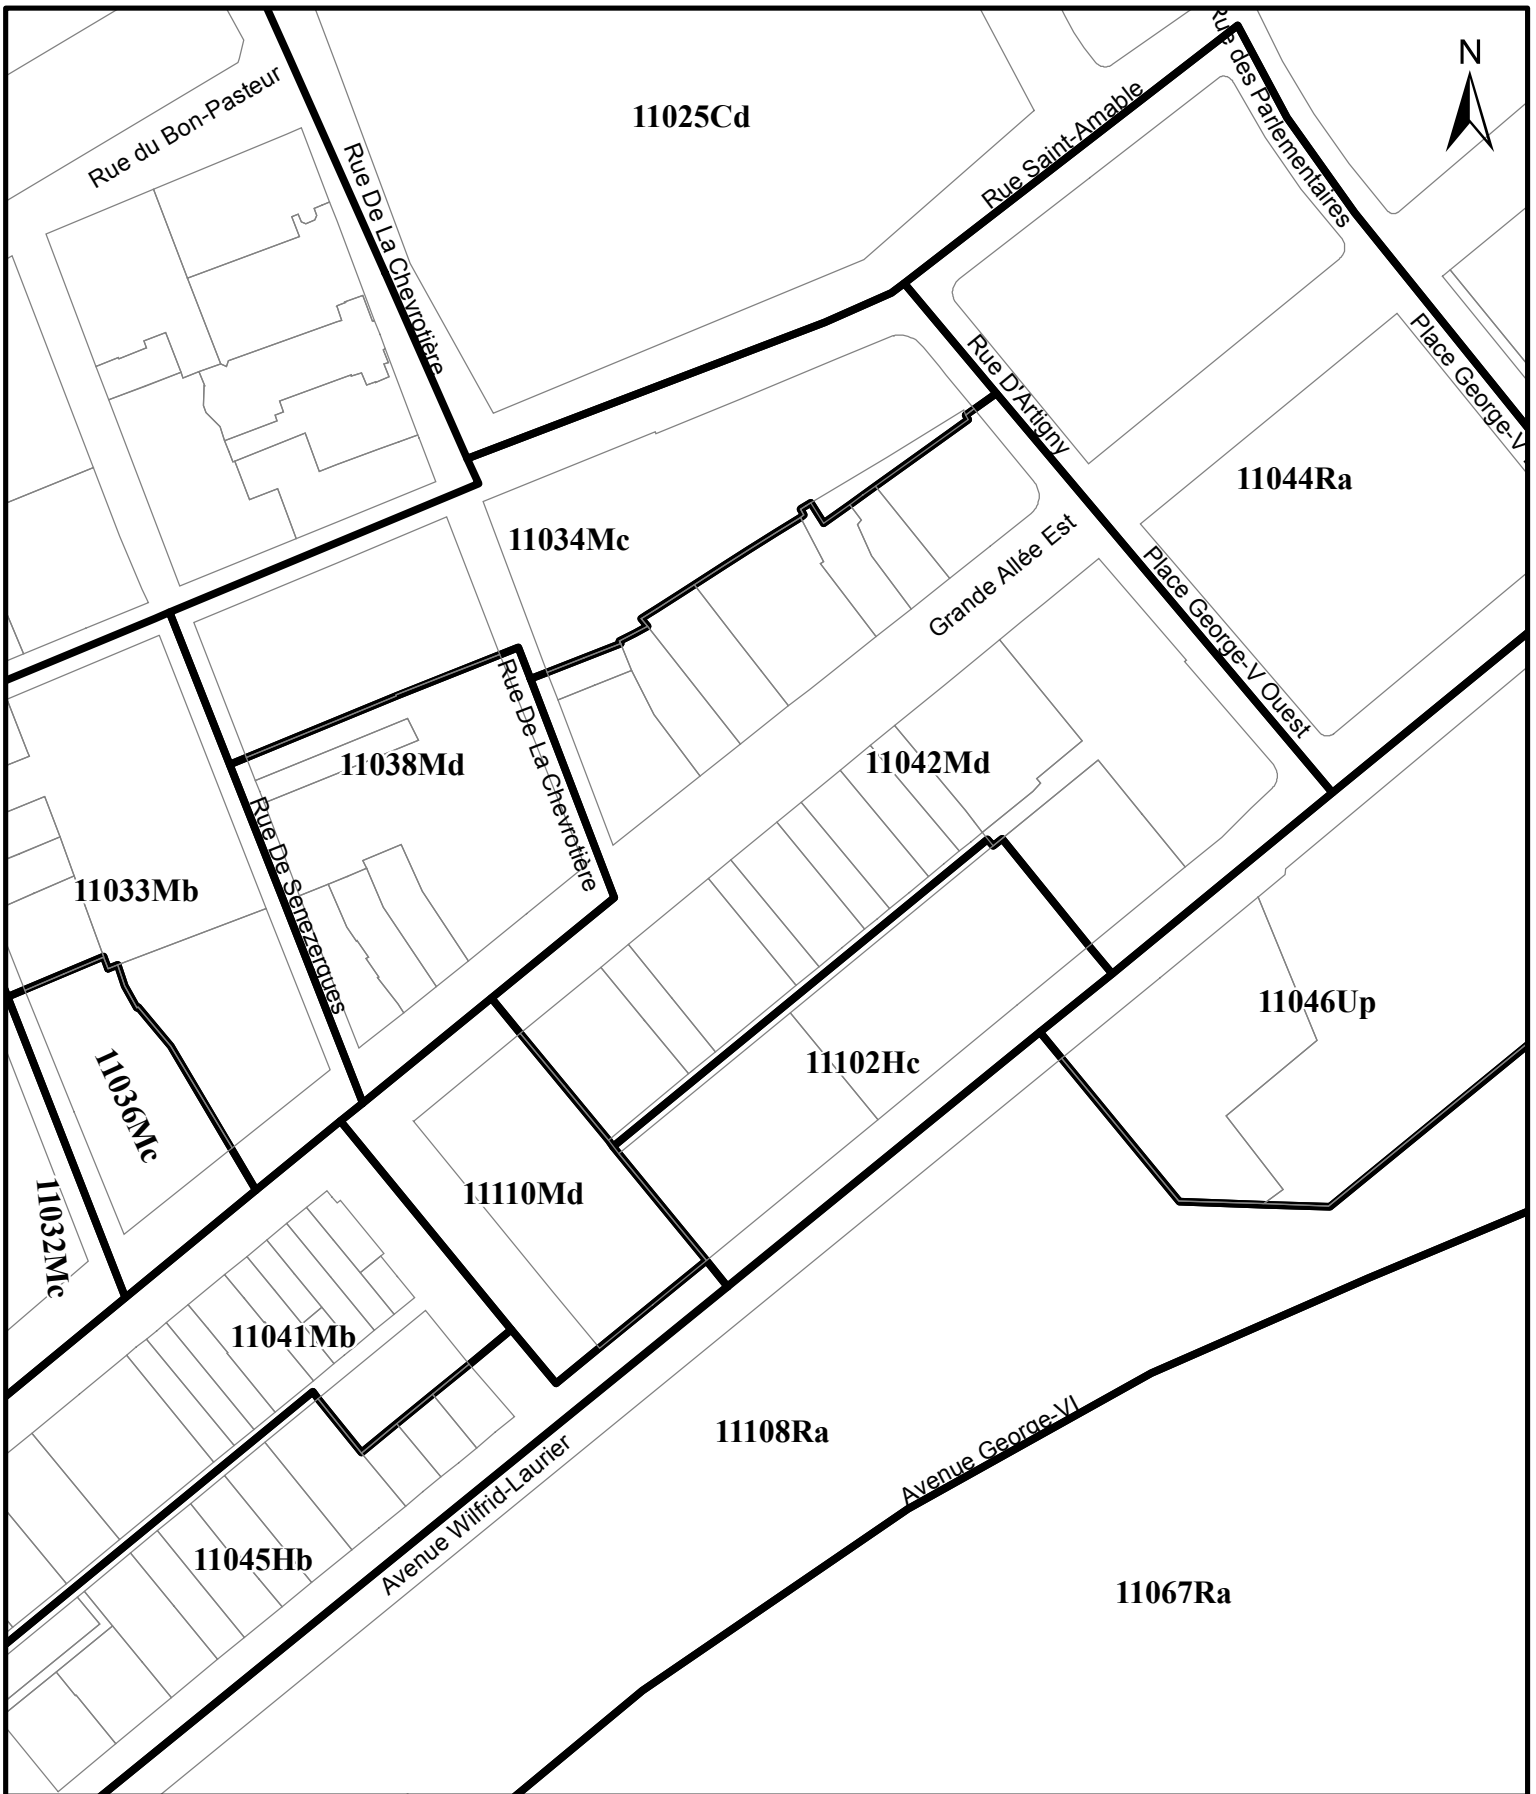 N
11025Cd
Rue du Bon-Pasteur
Rue De La Chevrotière
Rue Saint-Amable
Rue des Parlementaires
Place George-V
Rue D'Artigny
11044Ra
11034Mc
Grande Allée Est
Place George-V Ouest
11038Md
Rue De La Chevrotière
11042Md
Rue De Senezergues
11033Mb
11046Up
11036Mc
11102Hc
11032Mc
11110Md
11041Mb
11108Ra
Avenue George-VI
Avenue Wilfrid-Laurier
11045Hb
11067Ra